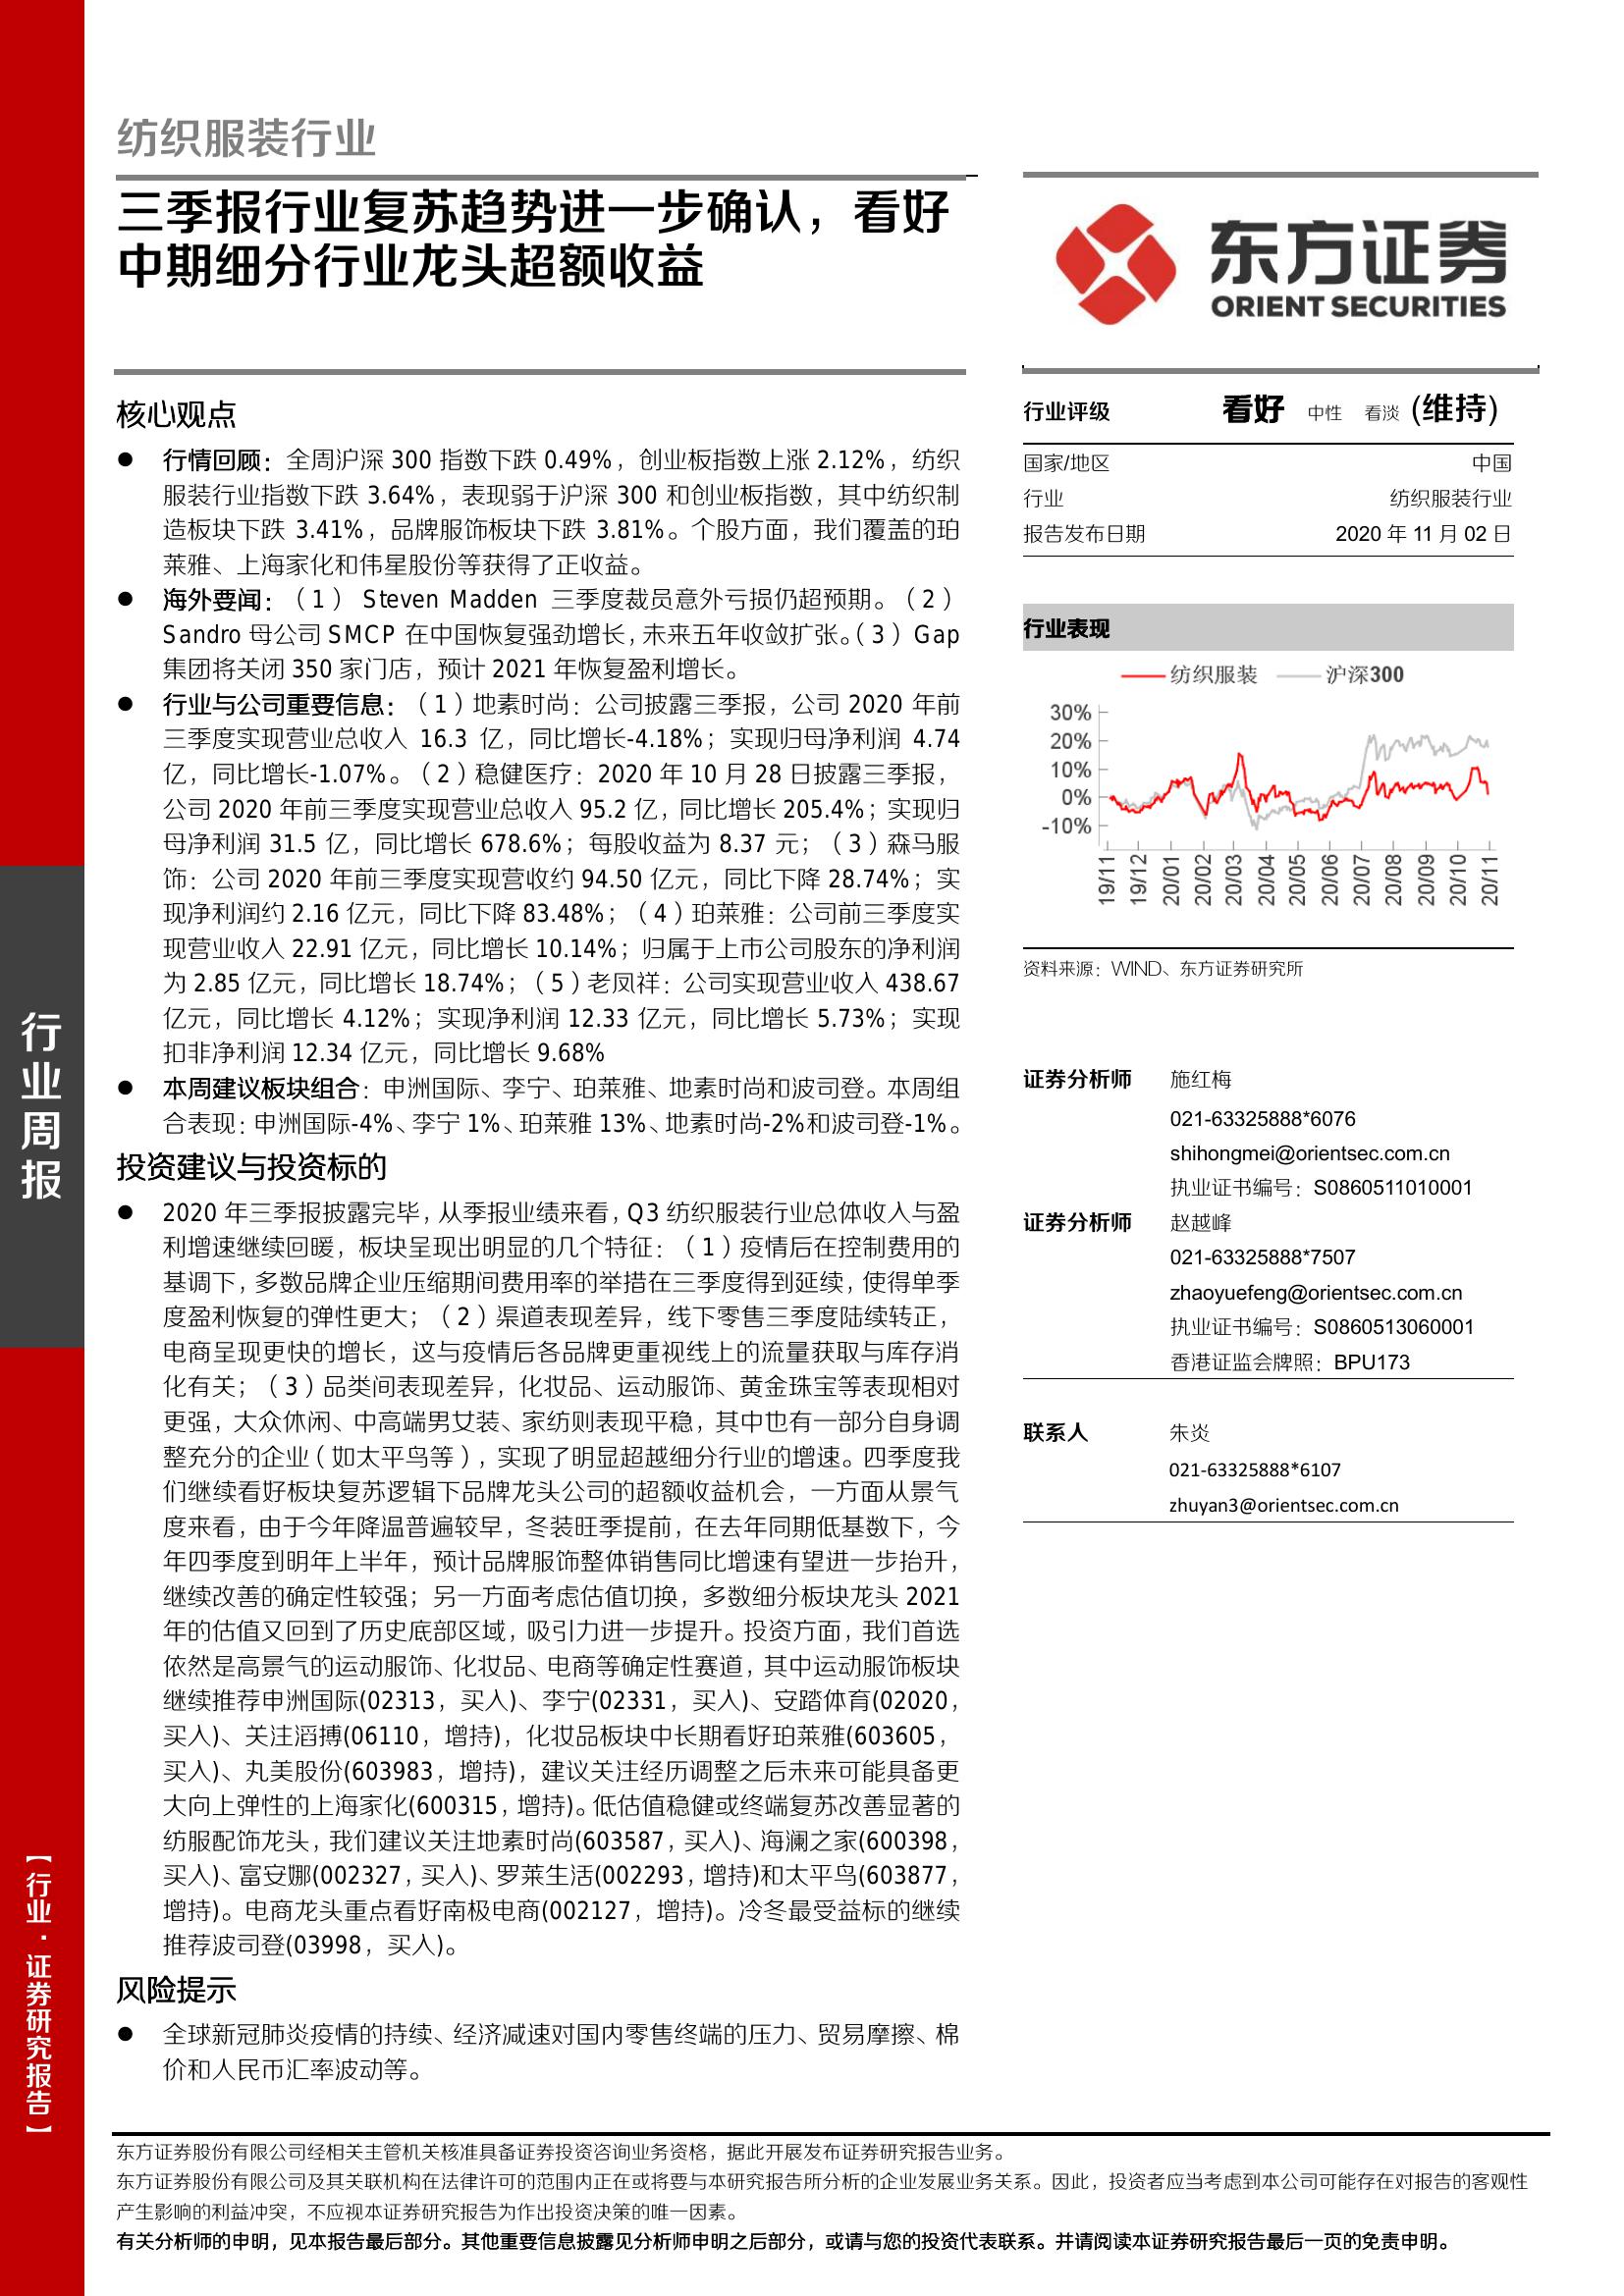 纺织服装行业
三季报行业复苏趋势进一步确认，看好
中期细分行业龙头超额收益
核心观点
● 行情回顾：全周沪深 300 指数下跌 0.49%，创业板指数上涨 2.12%，纺织
服装行业指数下跌 3.64%，表现弱于沪深 300 和创业板指数，其中纺织制
造板块下跌 3.41%，品牌服饰板块下跌 3.81%。个股方面，我们覆盖的珀
莱雅、上海家化和伟星股份等获得了正收益。
● 海外要闻：（1） Steven Madden 三季度裁员意外亏损仍超预期。（2）
Sandro 母公司 SMCP 在中国恢复强劲增长，未来五年收敛扩张。（3）Gap
集团将关闭 350 家门店，预计 2021 年恢复盈利增长。
● 行业与公司重要信息：（1）地素时尚：公司披露三季报，公司 2020 年前
三季度实现营业总收入 16.3 亿，同比增长-4.18%；实现归母净利润 4.74
亿，同比增长-1.07%。（2）稳健医疗：2020 年 10 月 28 日披露三季报，
公司 2020 年前三季度实现营业总收入 95.2 亿，同比增长 205.4%；实现归
母净利润 31.5 亿，同比增长 678.6%；每股收益为 8.37 元；（3）森马服
饰：公司 2020 年前三季度实现营收约 94.50 亿元，同比下降 28.74%；实
现净利润约 2.16 亿元，同比下降 83.48%；（4）珀莱雅：公司前三季度实
现营业收入 22.91 亿元，同比增长 10.14%；归属于上市公司股东的净利润
为 2.85 亿元，同比增长 18.74%；（5）老凤祥：公司实现营业收入 438.67
亿元，同比增长 4.12%；实现净利润 12.33 亿元，同比增长 5.73%；实现
扣非净利润 12.34 亿元，同比增长 9.68%
● 本周建议板块组合：申洲国际、李宁、珀莱雅、地素时尚和波司登。本周组
合表现：申洲国际-4%、李宁 1%、珀莱雅 13%、地素时尚-2%和波司登-1%。
投资建议与投资标的
● 2020 年三季报披露完毕，从季报业绩来看，Q3 纺织服装行业总体收入与盈
利增速继续回暖，板块呈现出明显的几个特征：（1）疫情后在控制费用的
基调下，多数品牌企业压缩期间费用率的举措在三季度得到延续，使得单季
度盈利恢复的弹性更大；（2）渠道表现差异，线下零售三季度陆续转正，
电商呈现更快的增长，这与疫情后各品牌更重视线上的流量获取与库存消
化有关；（3）品类间表现差异，化妆品、运动服饰、黄金珠宝等表现相对
更强，大众休闲、中高端男女装、家纺则表现平稳，其中也有一部分自身调
整充分的企业（如太平鸟等），实现了明显超越细分行业的增速。四季度我
们继续看好板块复苏逻辑下品牌龙头公司的超额收益机会，一方面从景气
度来看，由于今年降温普遍较早，冬装旺季提前，在去年同期低基数下，今
年四季度到明年上半年，预计品牌服饰整体销售同比增速有望进一步抬升，
继续改善的确定性较强；另一方面考虑估值切换，多数细分板块龙头 2021
年的估值又回到了历史底部区域，吸引力进一步提升。投资方面，我们首选
依然是高景气的运动服饰、化妆品、电商等确定性赛道，其中运动服饰板块
继续推荐申洲国际(02313，买入)、李宁(02331，买入)、安踏体育(02020，
买入)、关注滔搏(06110，增持)，化妆品板块中长期看好珀莱雅(603605，
买入)、丸美股份(603983，增持)，建议关注经历调整之后未来可能具备更
大向上弹性的上海家化(600315，增持)。低估值稳健或终端复苏改善显著的
纺服配饰龙头，我们建议关注地素时尚(603587，买入)、海澜之家(600398，
买入)、富安娜(002327，买入)、罗莱生活(002293，增持)和太平鸟(603877，
增持)。电商龙头重点看好南极电商(002127，增持)。冷冬最受益标的继续
推荐波司登(03998，买入)。
风险提示
● 全球新冠肺炎疫情的持续、经济减速对国内零售终端的压力、贸易摩擦、棉
价和人民币汇率波动等。
东方证券
ORIENT SECURITIES
行业评级 看好 中性 看淡 (维持)
国家/地区 中国
行业 纺织服装行业
报告发布日期 2020 年 11 月 02 日
行业表现
纺织服装 沪深300
30%
20%
10%
0%
-10%
19/11 19/12 20/01 20/02 20/03 20/04 20/05 20/06 20/07 20/08 20/09 20/10 20/11
资料来源：WIND、东方证券研究所
证券分析师 施红梅
021-63325888*6076
shihongmei@orientsec.com.cn
执业证书编号：S0860511010001
证券分析师 赵越峰
021-63325888*7507
zhaoyuefeng@orientsec.com.cn
执业证书编号：S0860513060001
香港证监会牌照：BPU173
联系人 朱炎
021-63325888*6107
zhuyan3@orientsec.com.cn
行业周报
【行业·证券研究报告】
东方证券股份有限公司经相关主管机关核准具备证券投资咨询业务资格，据此开展发布证券研究报告业务。
东方证券股份有限公司及其关联机构在法律许可的范围内正在或将要与本研究报告所分析的企业发展业务关系。因此，投资者应当考虑到本公司可能存在对报告的客观性
产生影响的利益冲突，不应视本证券研究报告为作出投资决策的唯一因素。
有关分析师的申明，见本报告最后部分。其他重要信息披露见分析师申明之后部分，或请与您的投资代表联系。并请阅读本证券研究报告最后一页的免责申明。